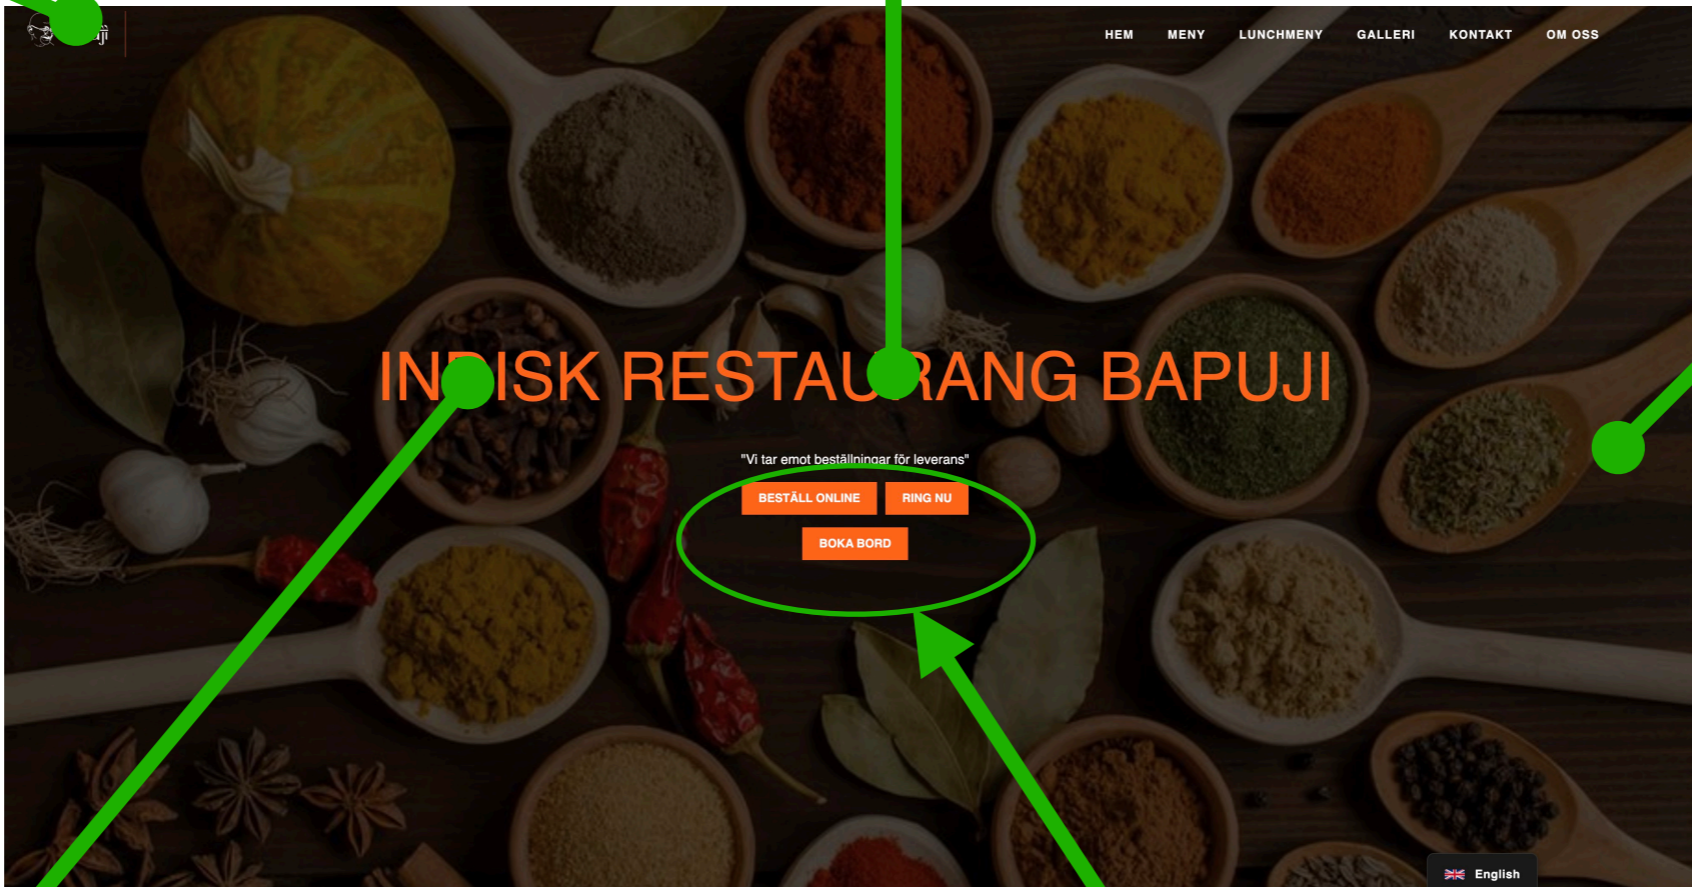 HEM MENY LUNCHMENY GALLERI KONTAKT OM OSS
INDISK RESTAURANG BAPUJI
"Vi tar emot beställningar för leverans"
BESTÄLL ONLINE RING NU
BOKA BORD
English